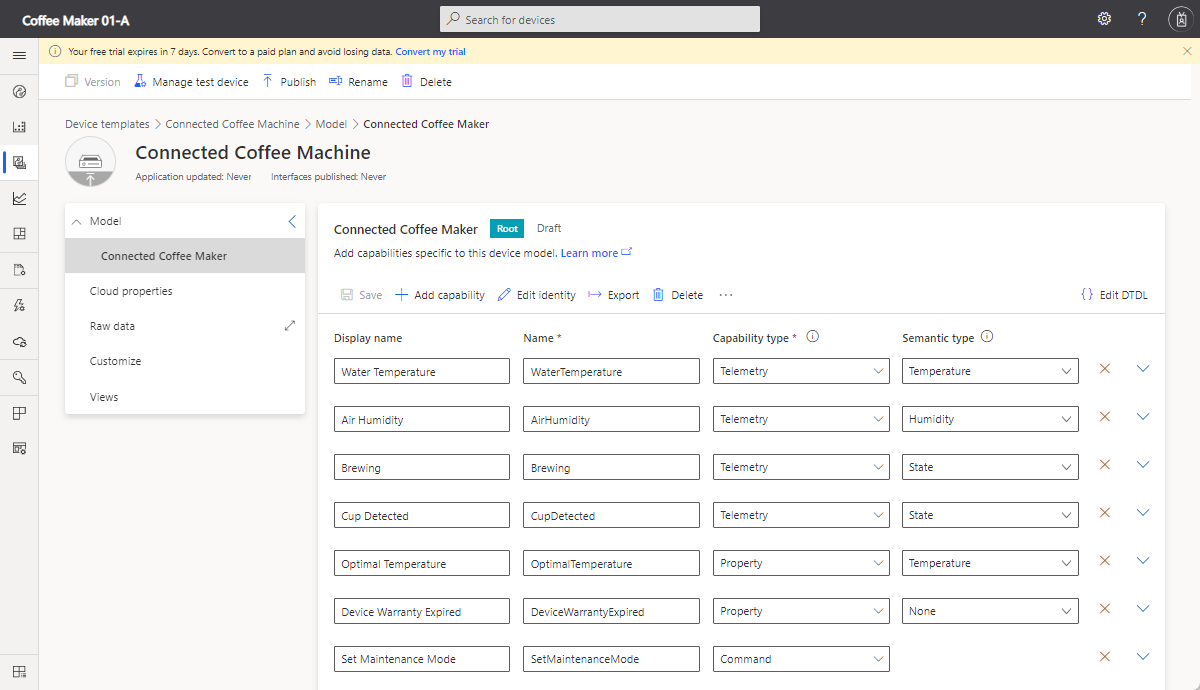 Coffee Maker 01-A
Search for devices
?
Your free trial expires in 7 days. Convert to a paid plan and avoid losing data. Convert my trial
Version Manage test device Publish Rename Delete
Device templates > Connected Coffee Machine > Model > Connected Coffee Maker
Connected Coffee Machine
Application updated: Never Interfaces published: Never
Model
Connected Coffee Maker
Cloud properties
Raw data
Customize
Views
Connected Coffee Maker Root Draft
Add capabilities specific to this device model. Learn more
Save Add capability Edit identity Export Delete ... {} Edit DTDL
Display name Name * Capability type * Semantic type
Water Temperature WaterTemperature Telemetry Temperature
Air Humidity AirHumidity Telemetry Humidity
Brewing Brewing Telemetry State
Cup Detected CupDetected Telemetry State
Optimal Temperature OptimalTemperature Property Temperature
Device Warranty Expired DeviceWarrantyExpired Property None
Set Maintenance Mode SetMaintenanceMode Command